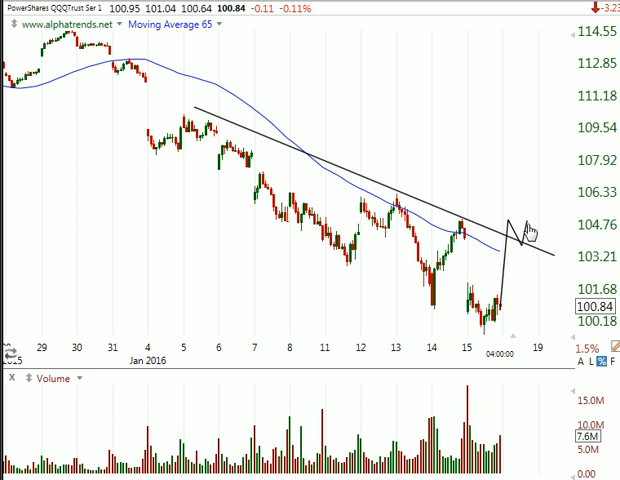 PowerShares QQQTrust Ser 1 100.95 101.04 100.64 100.84 -0.11 -0.11% -3.23
www.alphatrends.net Moving Average 65
114.55
112.85
111.18
109.54
107.92
106.33
104.76
103.21
101.68
100.84
100.18
29 30 31 4 5 6 7 8 11 12 13 14 15 19
2015 Jan 2016 04:00:00 1.5%
A L % F
X Volume
15.0M
10.0M
7.6M
5.0M
0.00